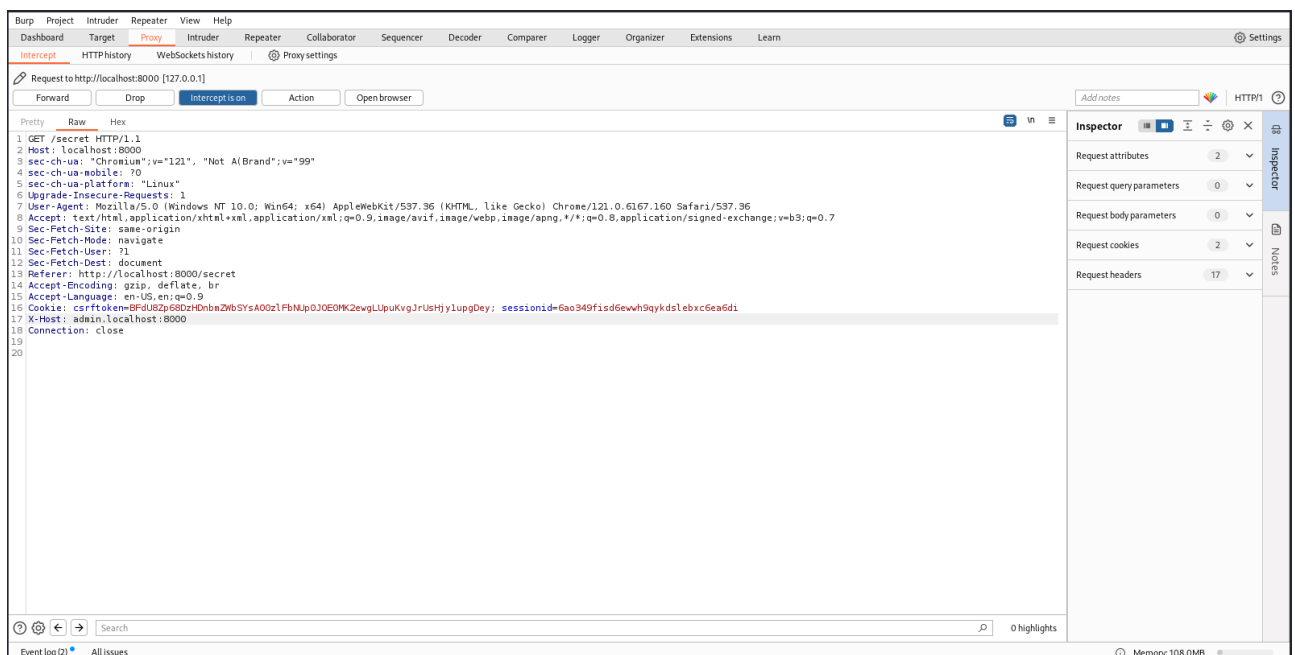 Burp Project Intruder Repeater View Help
Dashboard Target Proxy Intruder Repeater Collaborator Sequencer Decoder Comparer Logger Organizer Extensions Learn Settings
Intercept HTTP history WebSockets history Proxy settings
Request to http://localhost:8000 [127.0.0.1]
Forward Drop Intercept is on Action Open browser Add notes HTTP/1
Pretty Raw Hex \n
Inspector
1 GET /secret HTTP/1.1
2 Host: localhost:8000
3 sec-ch-ua: "Chromium";v="121", "Not A(Brand";v="99"
4 sec-ch-ua-mobile: ?0
5 sec-ch-ua-platform: "Linux"
6 Upgrade-Insecure-Requests: 1
7 User-Agent: Mozilla/5.0 (Windows NT 10.0; Win64; x64) AppleWebKit/537.36 (KHTML, like Gecko) Chrome/121.0.6167.160 Safari/537.36
8 Accept: text/html,application/xhtml+xml,application/xml;q=0.9,image/avif,image/webp,image/apng,*/*;q=0.8,application/signed-exchange;v=b3;q=0.7
9 Sec-Fetch-Site: same-origin
10 Sec-Fetch-Mode: navigate
11 Sec-Fetch-User: ?1
12 Sec-Fetch-Dest: document
13 Referer: http://localhost:8000/secret
14 Accept-Encoding: gzip, deflate, br
15 Accept-Language: en-US,en;q=0.9
16 Cookie: csrftoken=BFdU8Zp68DzHDnbmZWbSYsA0GzlFbNUp0J0E0MK2ewgLUpuKvgJrUsHjy1upgDey; sessionid=6ao349fisd6ewwh9qykdslebxc6ea6di
17 X-Host: admin.localhost:8000
18 Connection: close
19
20
Request attributes 2
Request query parameters 0
Request body parameters 0
Request cookies 2
Request headers 17
Inspector
Notes
Search 0 highlights
Event log (2) All issues Memory: 108.0MB